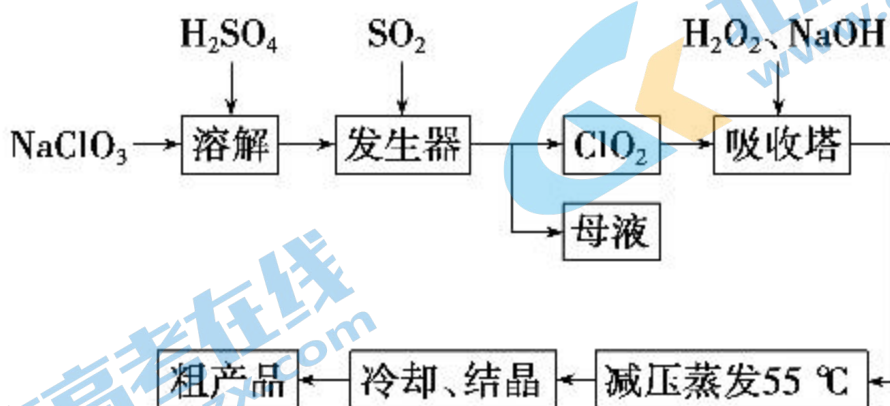 H₂SO₄ SO₂ H₂O₂、NaOH
NaClO₃ 溶解 发生器 ClO₂ 吸收塔
母液
粗产品 冷却、结晶 减压蒸发55 ℃
高考在线